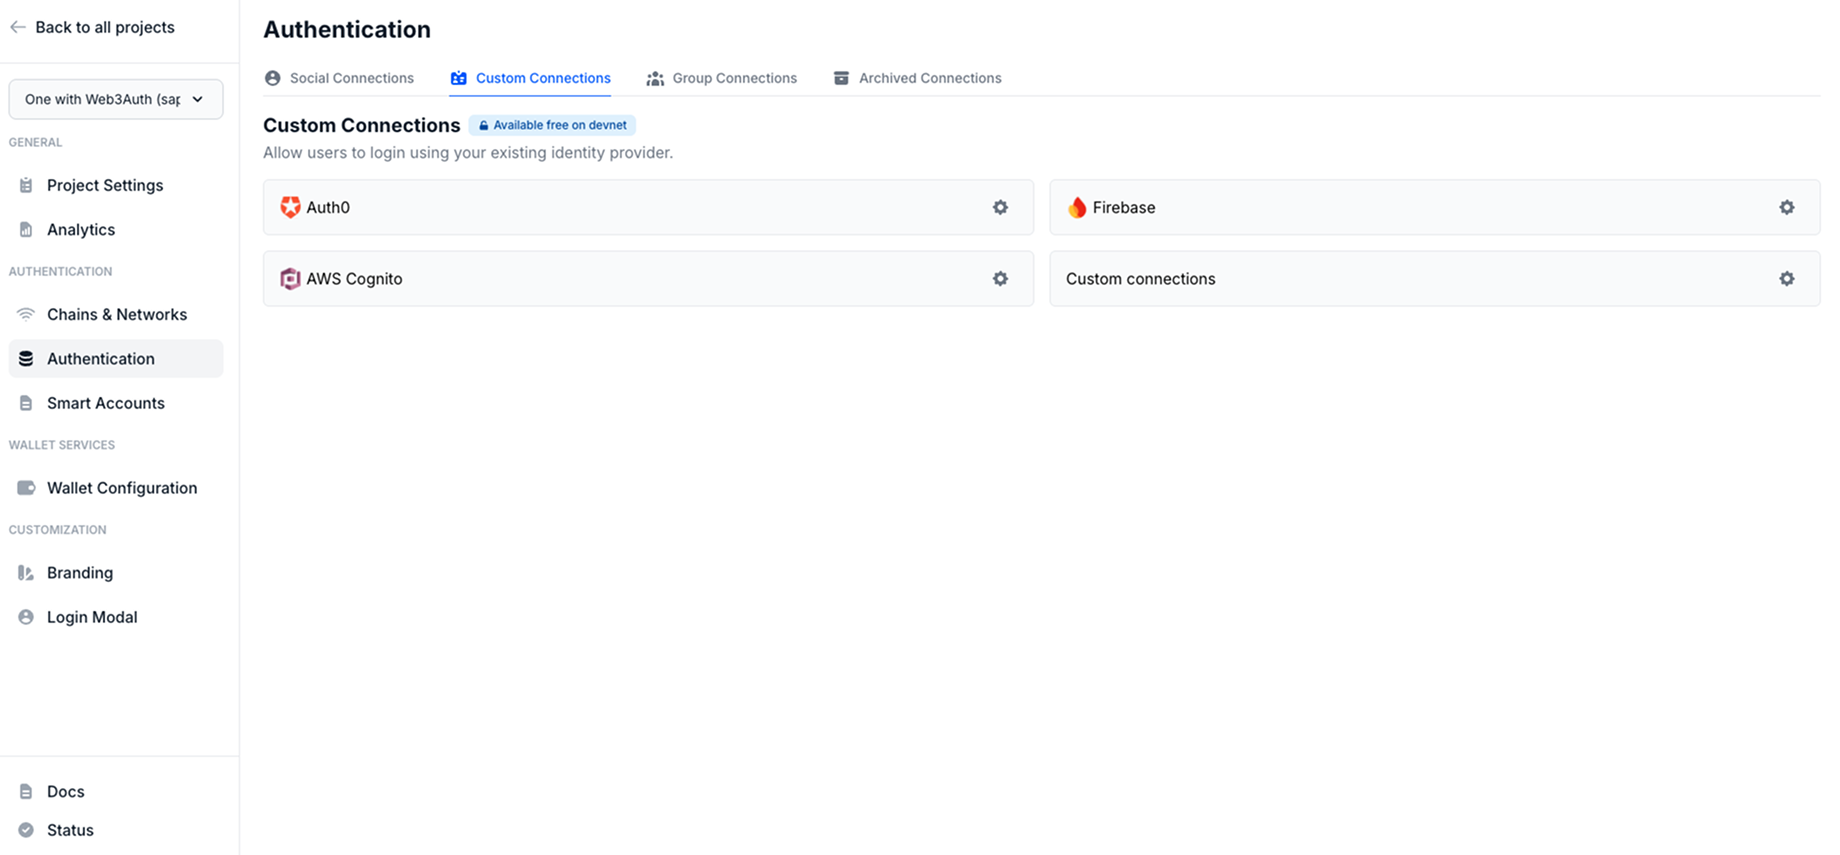 Back to all projects
One with Web3Auth (sap
GENERAL
Project Settings
Analytics
AUTHENTICATION
Chains & Networks
Authentication
Smart Accounts
WALLET SERVICES
Wallet Configuration
CUSTOMIZATION
Branding
Login Modal
Docs
Status
Authentication
Social Connections
Custom Connections
Group Connections
Archived Connections
Custom Connections
Available free on devnet
Allow users to login using your existing identity provider.
Auth0
Firebase
AWS Cognito
Custom connections